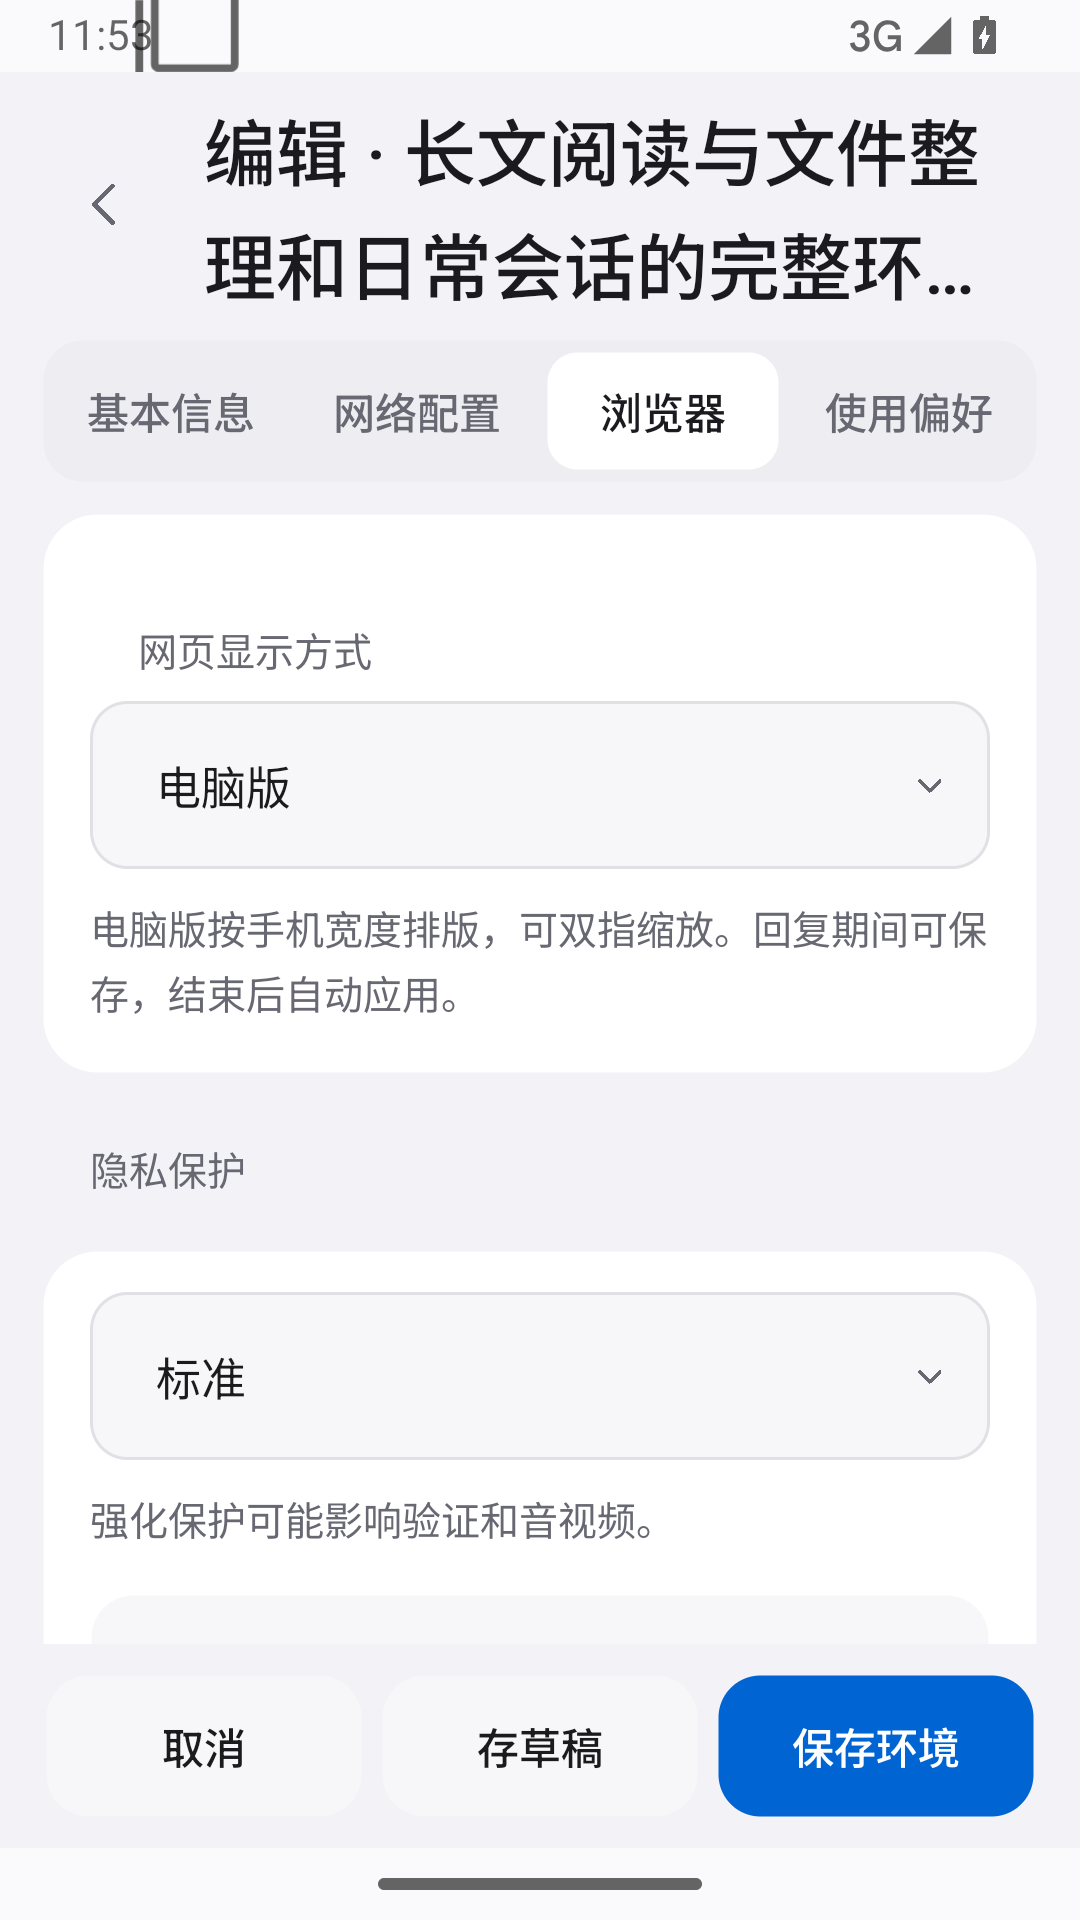 11:53
3G
编辑 · 长文阅读与文件整
理和日常会话的完整环...
基本信息
网络配置
浏览器
使用偏好
网页显示方式
电脑版
电脑版按手机宽度排版，可双指缩放。回复期间可保
存，结束后自动应用。
隐私保护
标准
强化保护可能影响验证和音视频。
取消
存草稿
保存环境